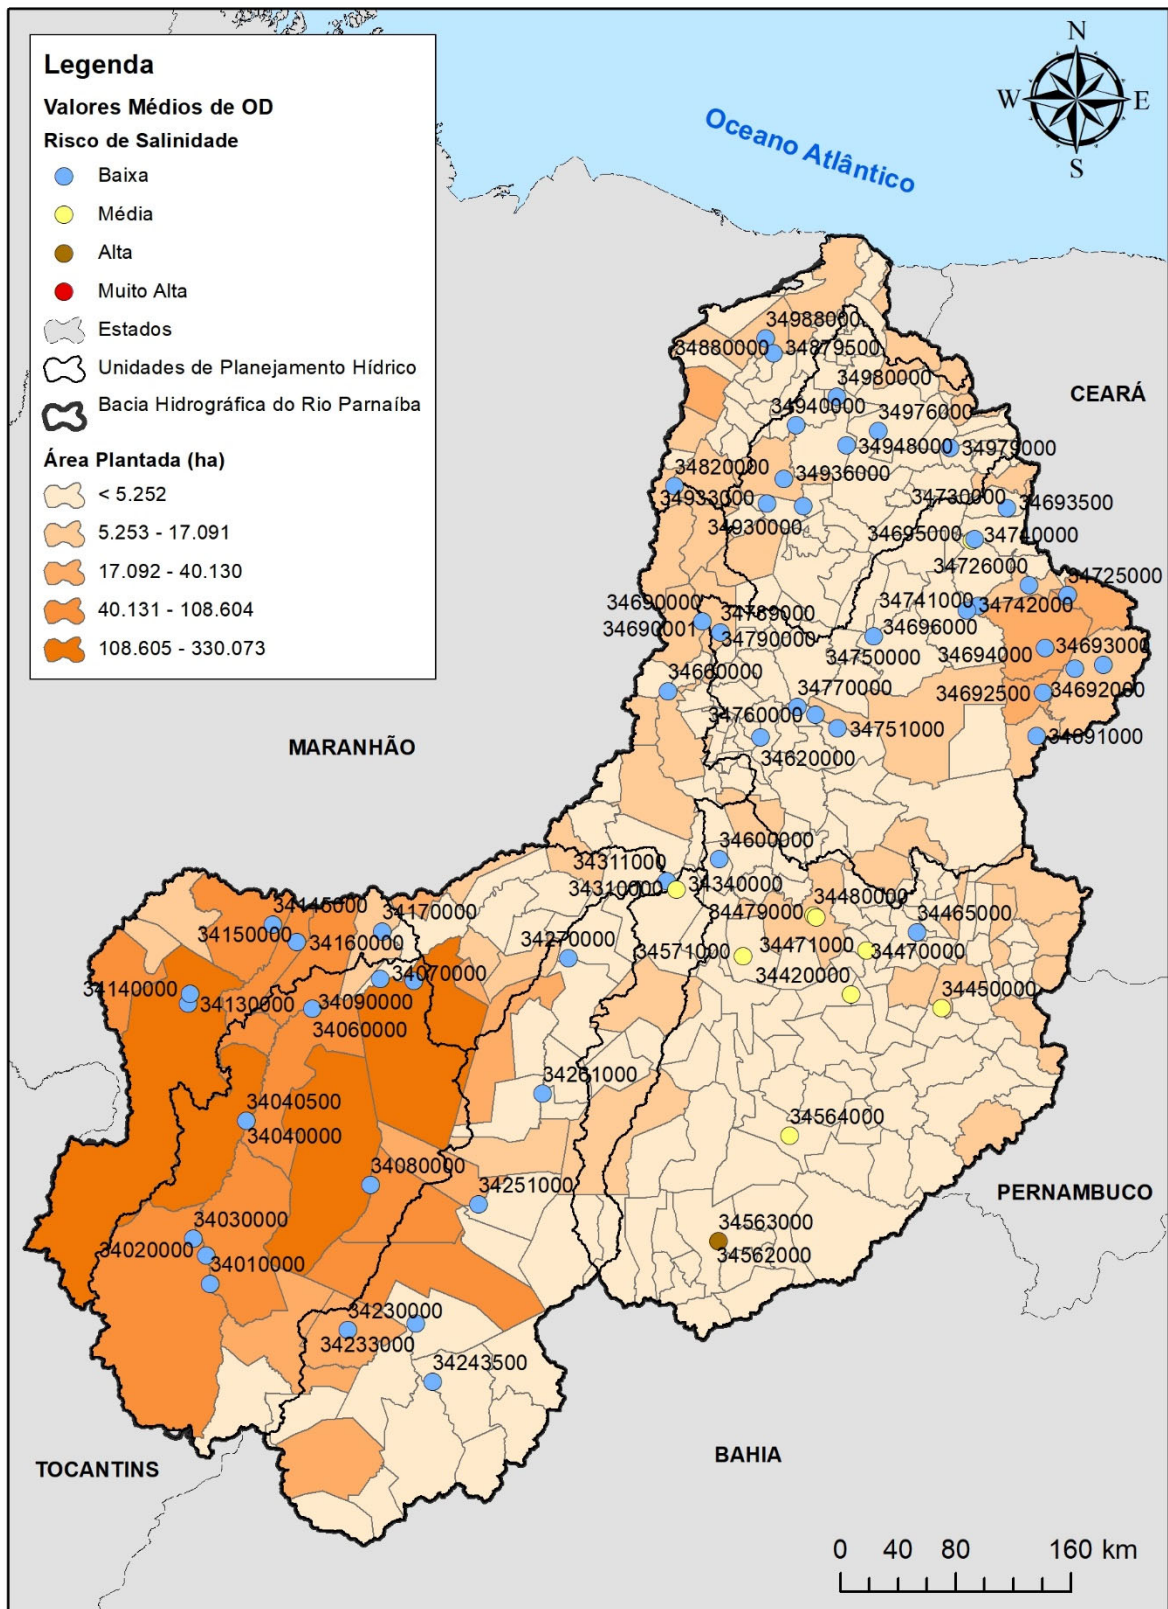 Legenda
Valores Médios de OD
Risco de Salinidade
Baixa
Média
Alta
Muito Alta
Estados
Unidades de Planejamento Hídrico
Bacia Hidrográfica do Rio Parnaíba
Área Plantada (ha)
< 5.252
5.253 - 17.091
17.092 - 40.130
40.131 - 108.604
108.605 - 330.073
N
W
E
S
Oceano Atlântico
CEARÁ
MARANHÃO
PERNAMBUCO
BAHIA
TOCANTINS
34988000
34880000
34879500
34980000
34940000
34976000
34948000
34979000
34820000
34936000
34933000
34930000
34730000
34693500
34695000
34740000
34726000
34725000
34741000
34742000
34690000
34789000
34690001
34790000
34696000
34750000
34694000
34693000
34660000
34770000
34692500
34692000
34760000
34751000
34691000
34620000
34600000
34311000
34310000
34340000
34480000
34479000
34465000
34145000
34170000
34150000
34160000
34270000
34571000
34471000
34470000
34420000
34070000
34140000
34130000
34090000
34450000
34060000
34261000
34040500
34040000
34564000
34080000
34251000
34030000
34020000
34010000
34563000
34562000
34230000
34233000
34243500
0 40 80 160 km